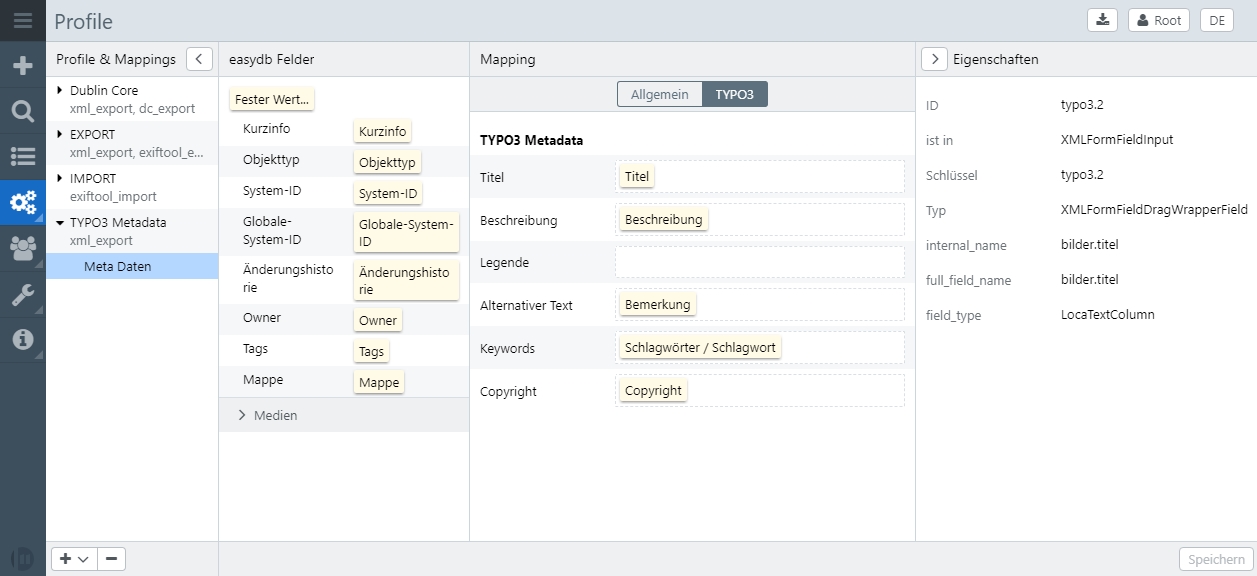 Profile
Root
DE
Profile & Mappings
Dublin Core
xml_export, dc_export
EXPORT
xml_export, exiftool_e...
IMPORT
exiftool_import
TYPO3 Metadata
xml_export
Meta Daten
easydb Felder
Fester Wert...
Kurzinfo Kurzinfo
Objekttyp Objekttyp
System-ID System-ID
Globale- Globale-System-
System-ID ID
Änderungshisto Änderungshisto
rie rie
Owner Owner
Tags Tags
Mappe Mappe
Medien
Mapping
Allgemein TYPO3
TYPO3 Metadata
Titel Titel
Beschreibung Beschreibung
Legende
Alternativer Text Bemerkung
Keywords Schlagwörter / Schlagwort
Copyright Copyright
Eigenschaften
ID typo3.2
ist in XMLFormFieldInput
Schlüssel typo3.2
Typ XMLFormFieldDragWrapperField
internal_name bilder.titel
full_field_name bilder.titel
field_type LocaTextColumn
Speichern